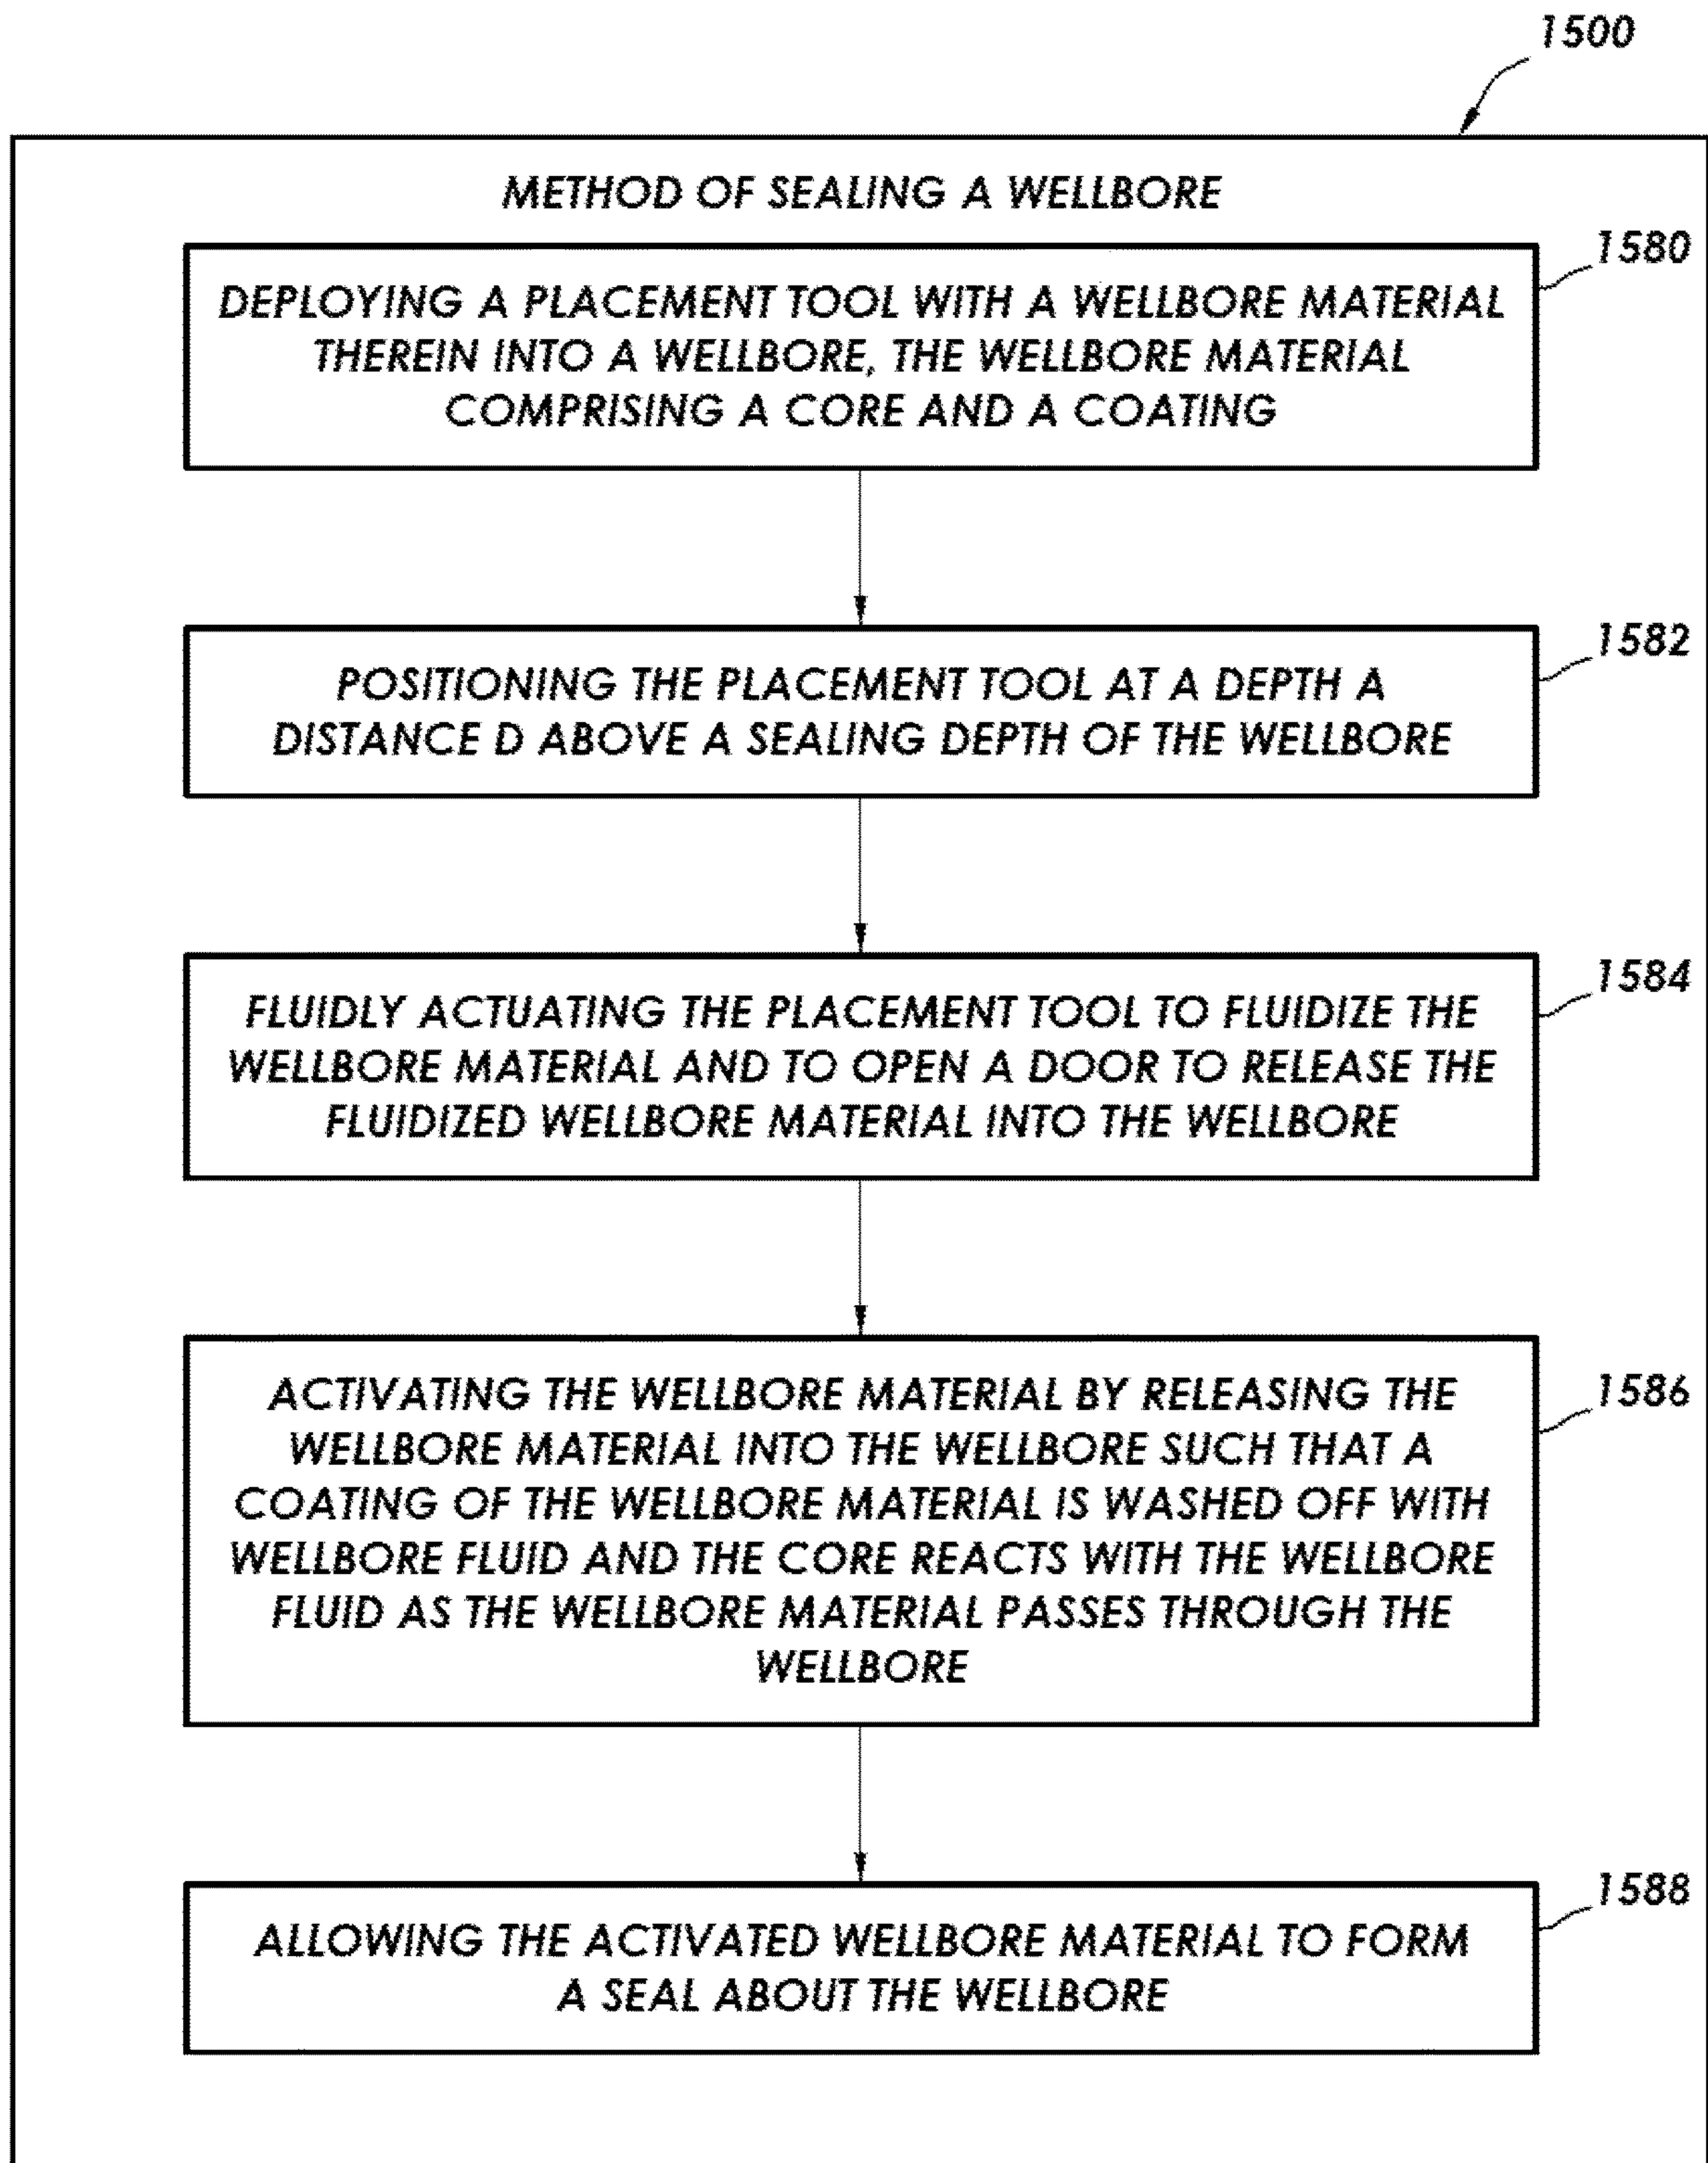 1500
METHOD OF SEALING A WELLBORE
1580
DEPLOYING A PLACEMENT TOOL WITH A WELLBORE MATERIAL
THEREIN INTO A WELLBORE, THE WELLBORE MATERIAL
COMPRISING A CORE AND A COATING
1582
POSITIONING THE PLACEMENT TOOL AT A DEPTH A
DISTANCE D ABOVE A SEALING DEPTH OF THE WELLBORE
1584
FLUIDLY ACTUATING THE PLACEMENT TOOL TO FLUIDIZE THE
WELLBORE MATERIAL AND TO OPEN A DOOR TO RELEASE THE
FLUIDIZED WELLBORE MATERIAL INTO THE WELLBORE
1586
ACTIVATING THE WELLBORE MATERIAL BY RELEASING THE
WELLBORE MATERIAL INTO THE WELLBORE SUCH THAT A
COATING OF THE WELLBORE MATERIAL IS WASHED OFF WITH
WELLBORE FLUID AND THE CORE REACTS WITH THE WELLBORE
FLUID AS THE WELLBORE MATERIAL PASSES THROUGH THE
WELLBORE
1588
ALLOWING THE ACTIVATED WELLBORE MATERIAL TO FORM
A SEAL ABOUT THE WELLBORE